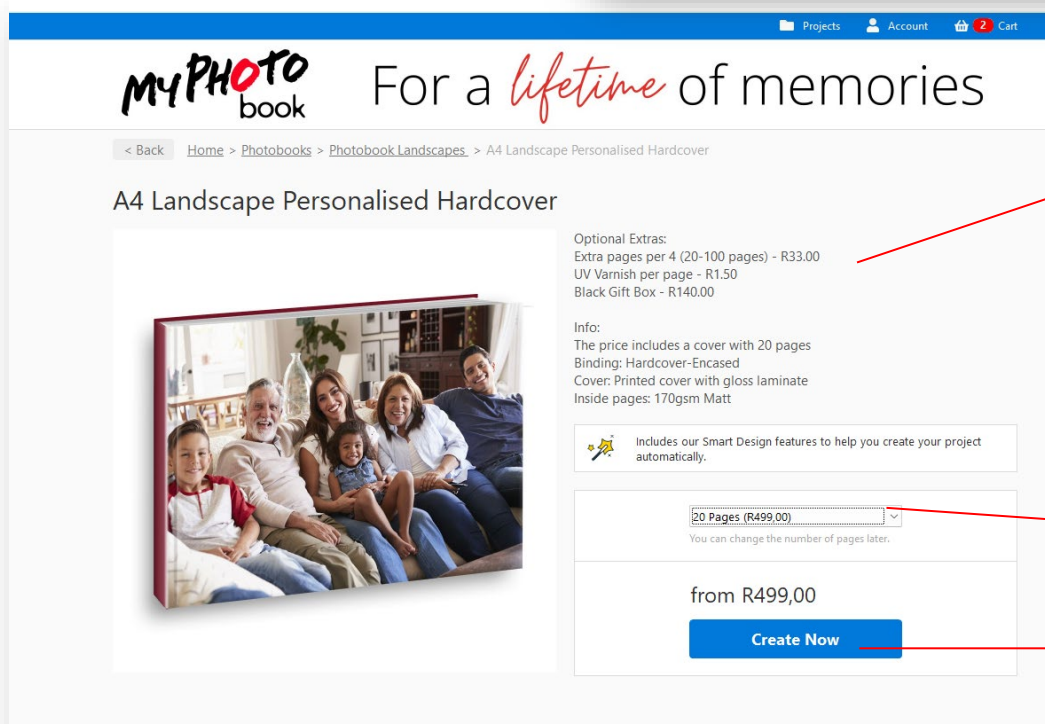 Projects Account 2 Cart
MyPHOTO
book
For a lifetime of memories
< Back Home > Photobooks > Photobook Landscapes > A4 Landscape Personalised Hardcover
A4 Landscape Personalised Hardcover
Optional Extras:
Extra pages per 4 (20-100 pages) - R33.00
UV Varnish per page - R1.50
Black Gift Box - R140.00
Info:
The price includes a cover with 20 pages
Binding: Hardcover-Encased
Cover: Printed cover with gloss laminate
Inside pages: 170gsm Matt
Includes our Smart Design features to help you create your project
automatically.
20 Pages (R499,00)
You can change the number of pages later.
from R499,00
Create Now